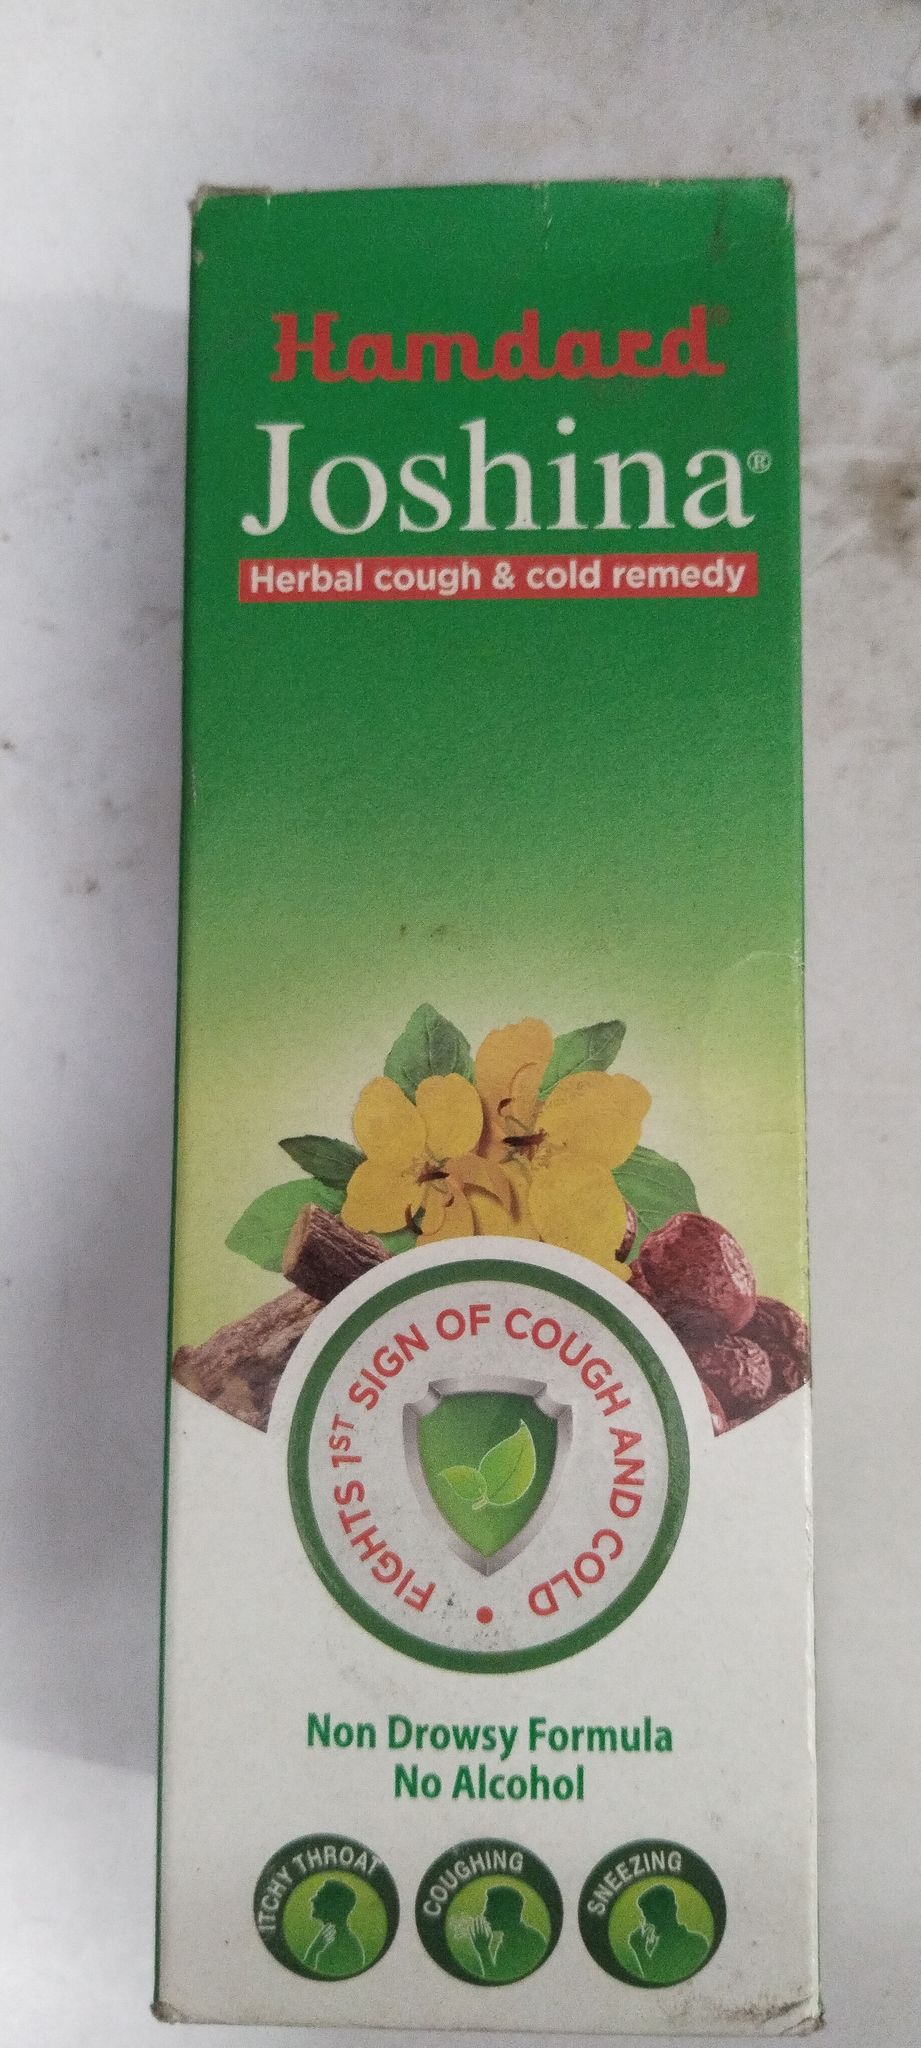 Hamdard®
Joshina®
Herbal cough & cold remedy
FIGHTS 1ST SIGN OF COUGH AND COLD •
Non Drowsy Formula
No Alcohol
ITCHY THROAT
COUGHING
SNEEZING